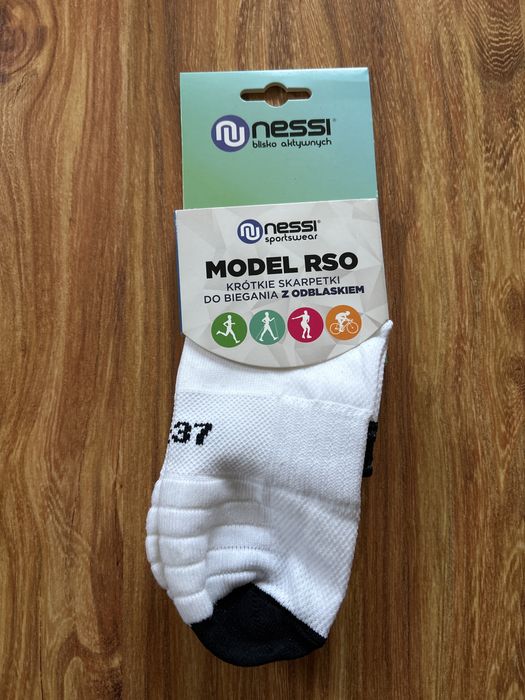 nessi®
blisko aktywnych
nessi®
sportswear
MODEL RSO
KRÓTKIE SKARPETKI
DO BIEGANIA Z ODBLASKIEM
37